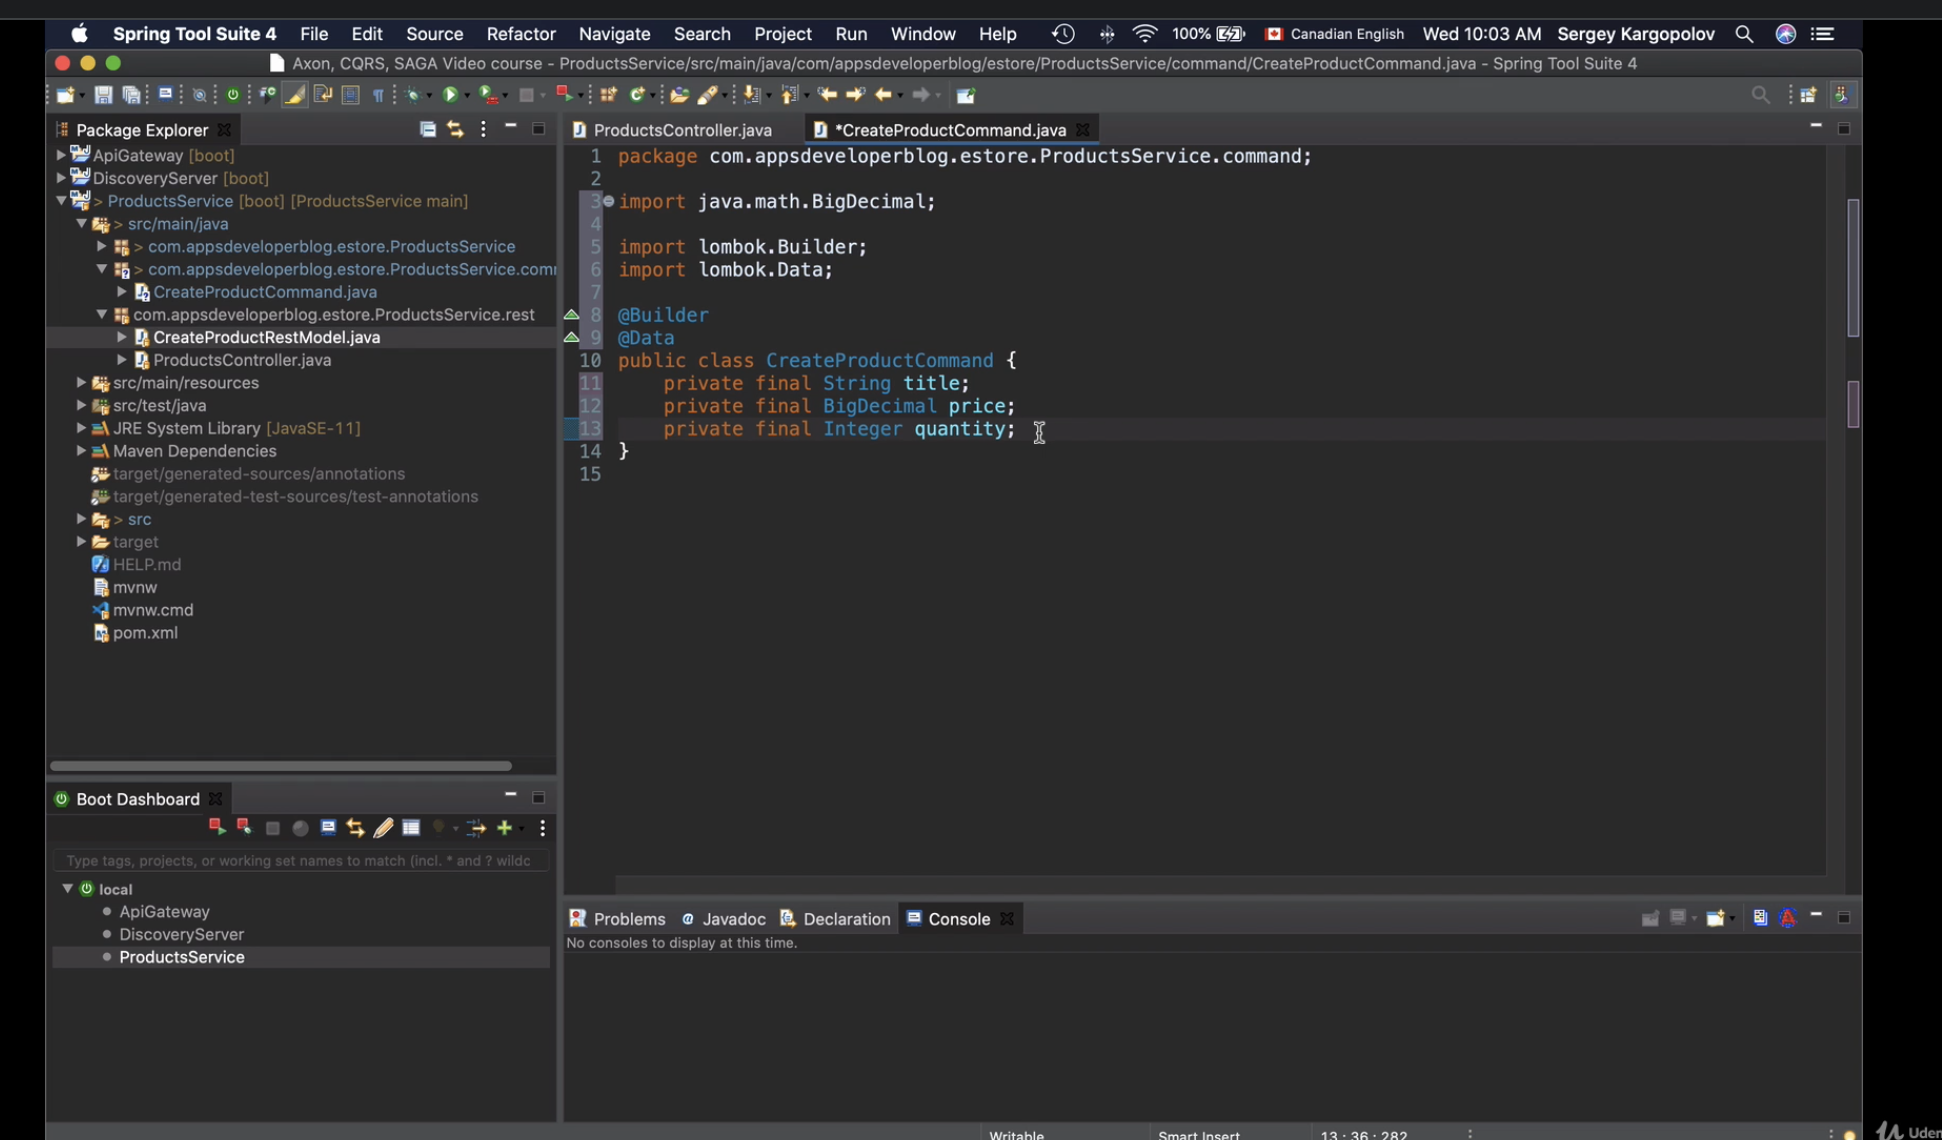 Spring Tool Suite 4 File Edit Source Refactor Navigate Search Project Run Window Help 100% Canadian English Wed 10:03 AM Sergey Kargopolov
Axon, CQRS, SAGA Video course - ProductsService/src/main/java/com/appsdeveloperblog/estore/ProductsService/command/CreateProductCommand.java - Spring Tool Suite 4
Package Explorer
ApiGateway [boot]
DiscoveryServer [boot]
> ProductsService [boot] [ProductsService main]
> src/main/java
> com.appsdeveloperblog.estore.ProductsService
> com.appsdeveloperblog.estore.ProductsService.comm
CreateProductCommand.java
com.appsdeveloperblog.estore.ProductsService.rest
CreateProductRestModel.java
ProductsController.java
src/main/resources
src/test/java
JRE System Library [JavaSE-11]
Maven Dependencies
target/generated-sources/annotations
target/generated-test-sources/test-annotations
> src
target
HELP.md
mvnw
mvnw.cmd
pom.xml
ProductsController.java *CreateProductCommand.java
1 package com.appsdeveloperblog.estore.ProductsService.command;
2
3 import java.math.BigDecimal;
4
5 import lombok.Builder;
6 import lombok.Data;
7
8 @Builder
9 @Data
10 public class CreateProductCommand {
11 private final String title;
12 private final BigDecimal price;
13 private final Integer quantity;
14 }
15
Boot Dashboard
Type tags, projects, or working set names to match (incl. * and ? wildc
local
ApiGateway
DiscoveryServer
ProductsService
Problems Javadoc Declaration Console
No consoles to display at this time.
Writable Smart Insert 13 : 36 : 282
Udem